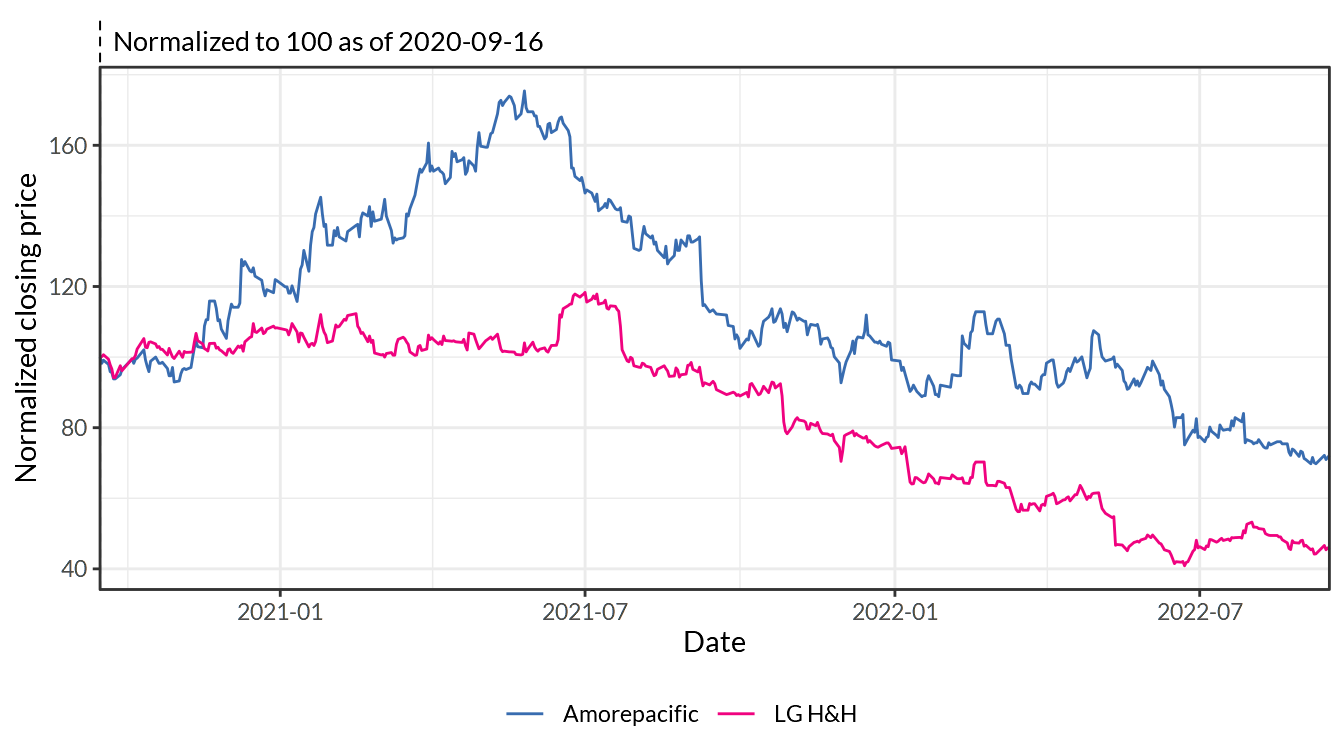 Normalized to 100 as of 2020-09-16
Normalized closing price
160
120
80
40
2021-01
2021-07
2022-01
2022-07
Date
Amorepacific
LG H&H